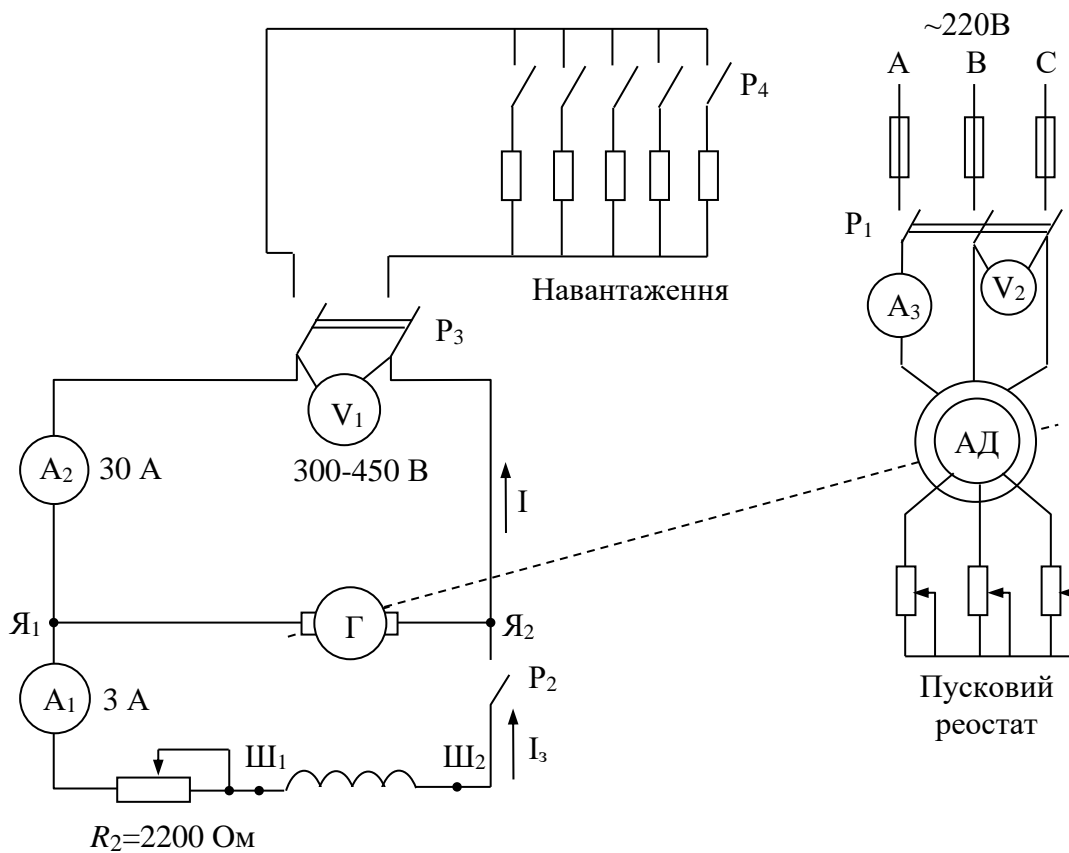 ~220В
А В С
Р₄
Р₁
Навантаження
V₂
А₃
Р₃
V₁
300-450 В
АД
А₂ 30 А
I
Я₁ Г Я₂
Р₂
А₁ 3 А
Iз
Ш₁ Ш₂
R₂=2200 Ом
Пусковий
реостат